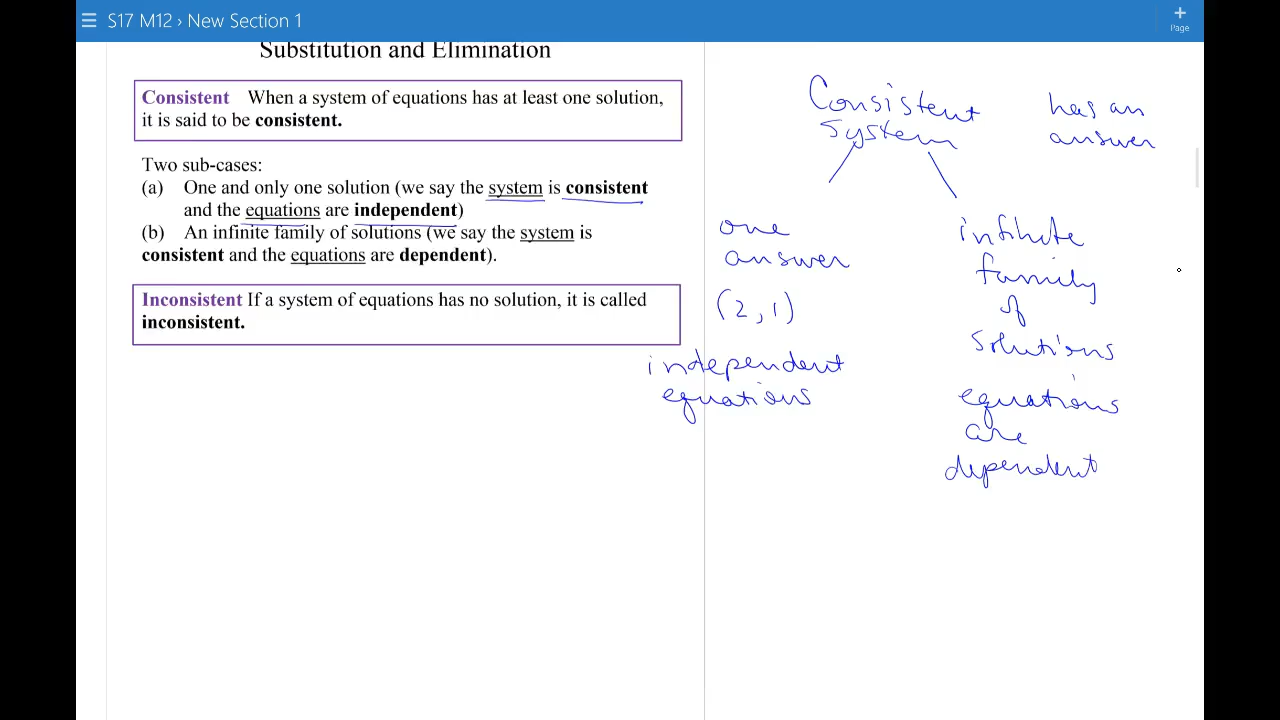 S17 M12 › New Section 1
Page
Substitution and Elimination
Consistent When a system of equations has at least one solution,
it is said to be consistent.
Two sub-cases:
(a) One and only one solution (we say the system is consistent
and the equations are independent)
(b) An infinite family of solutions (we say the system is
consistent and the equations are dependent).
Inconsistent If a system of equations has no solution, it is called
inconsistent.
Consistent
system
has an
answer
one
answer
(2, 1)
independent
equations
infinite
family
of
solutions
equations
are
dependent